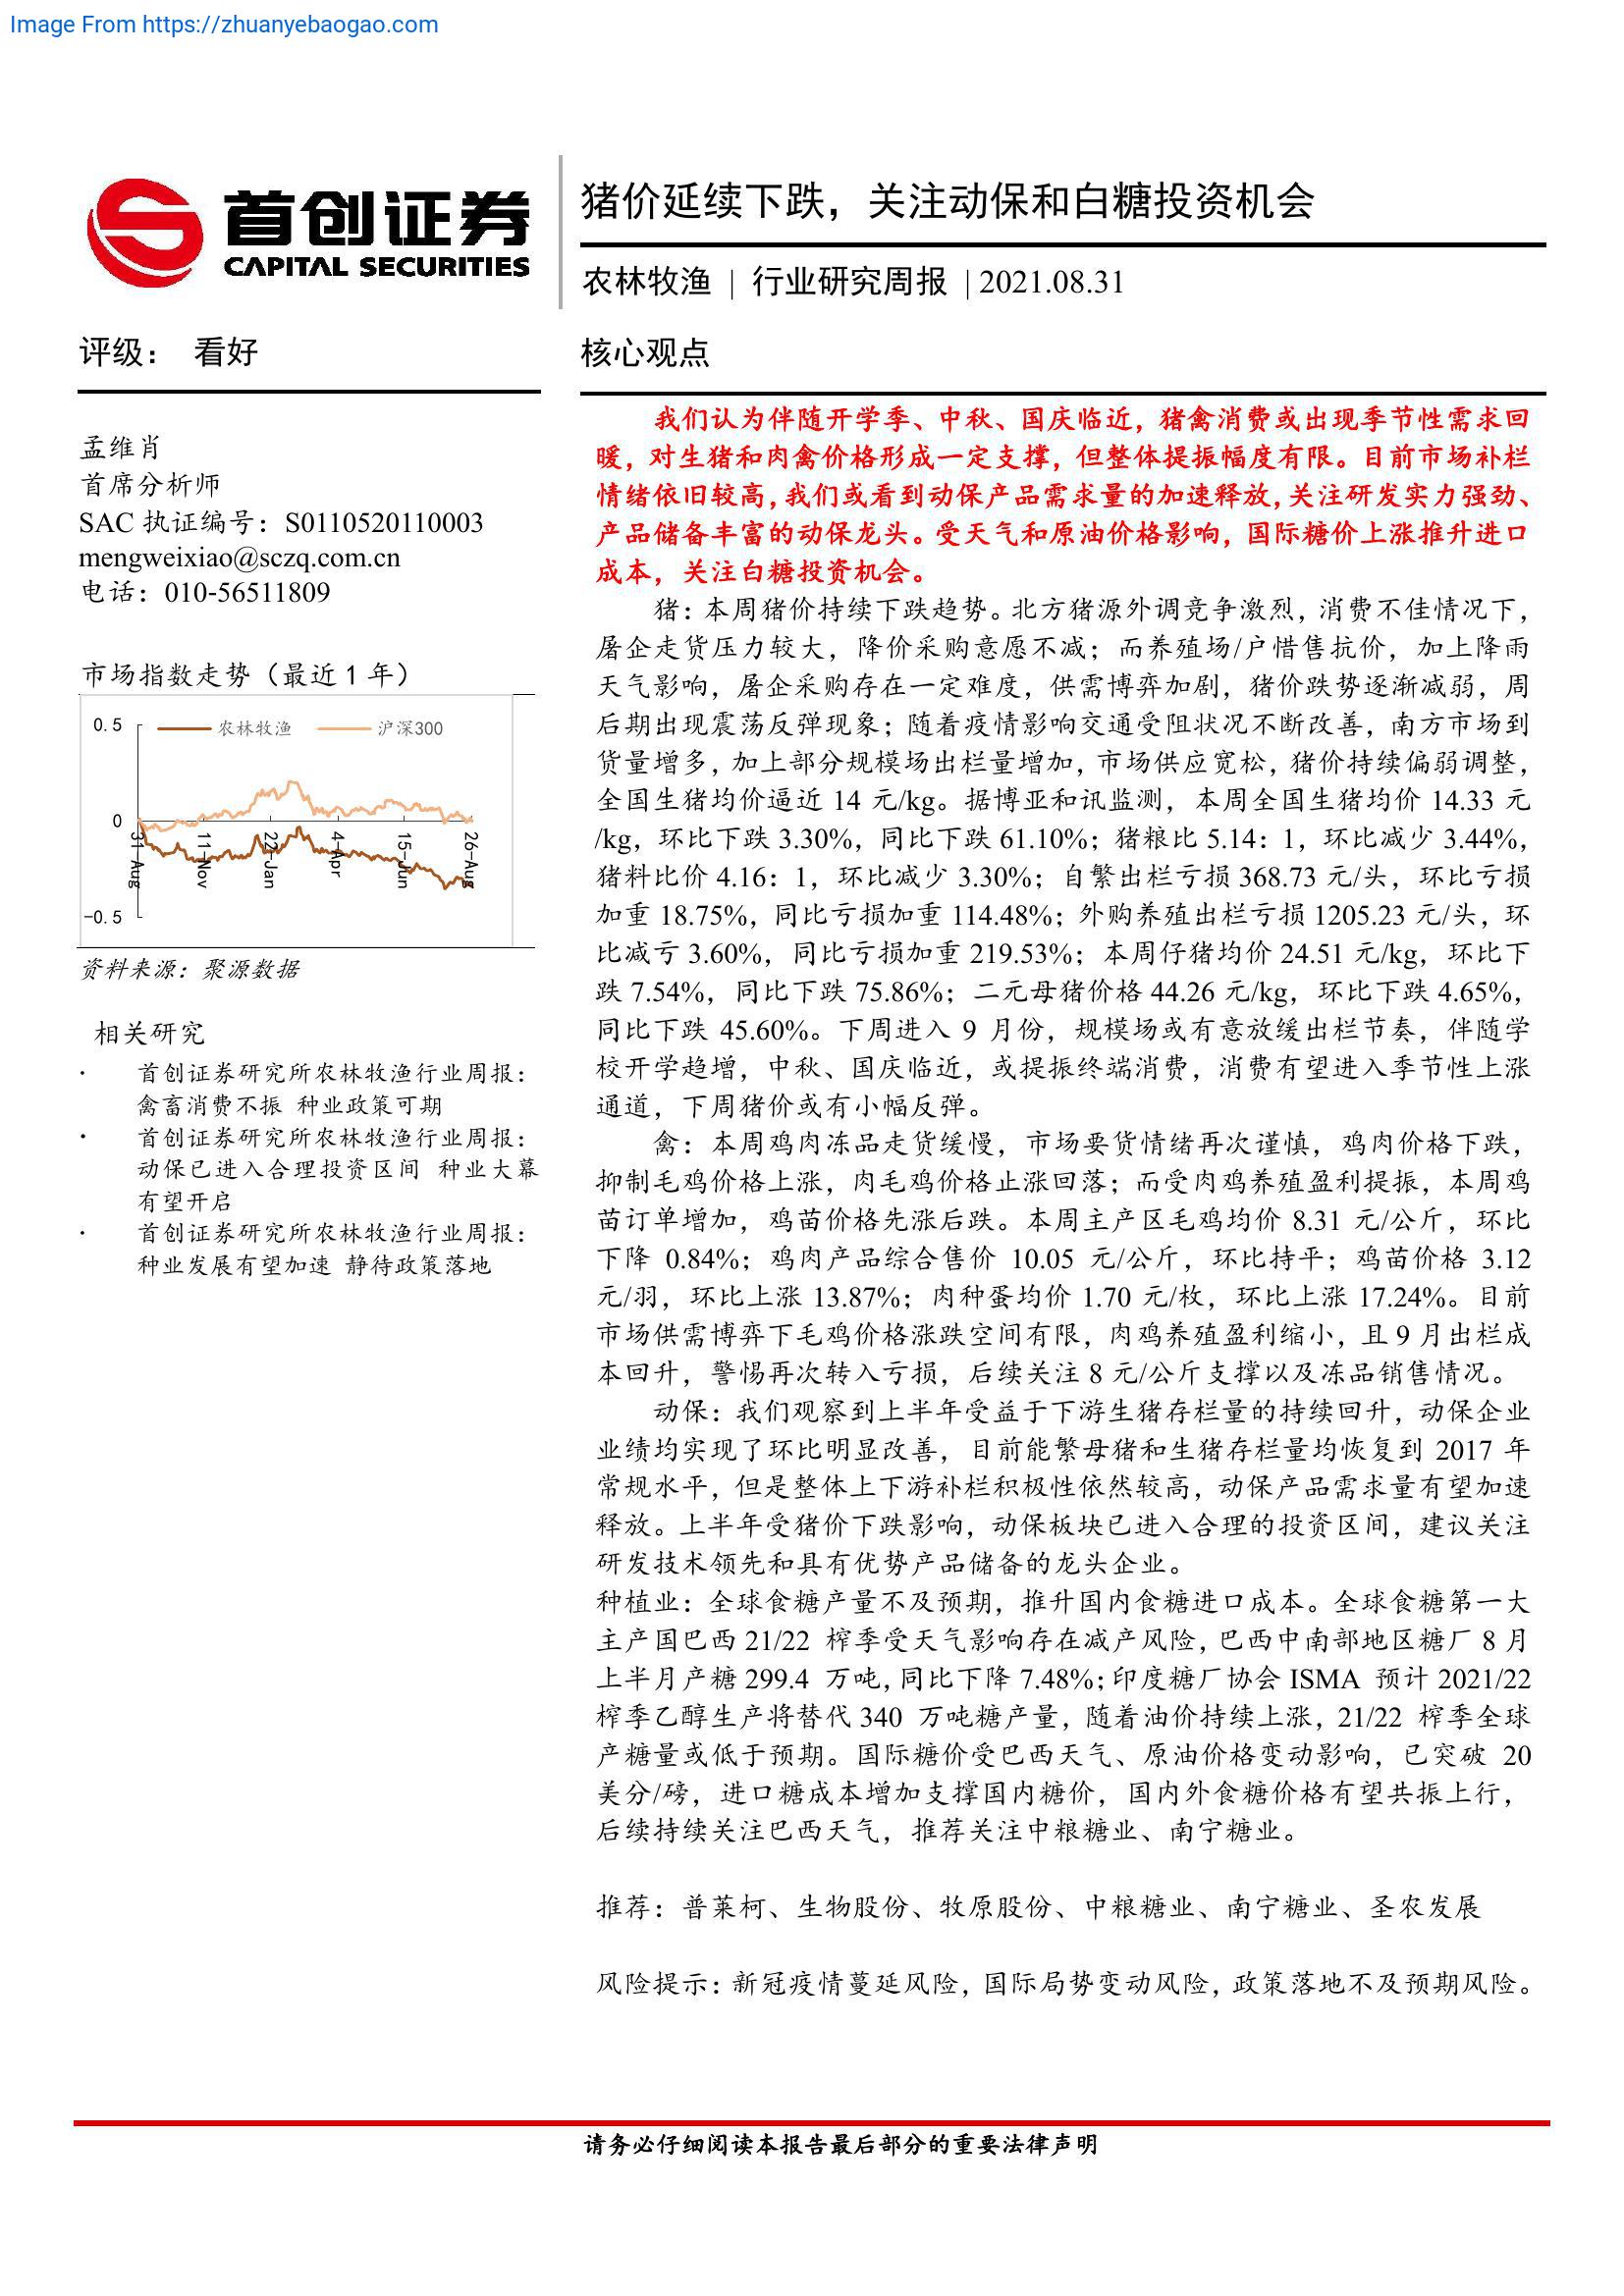 Image From https://zhuanyebaogao.com
首创证券
CAPITAL SECURITIES
猪价延续下跌，关注动保和白糖投资机会
农林牧渔 | 行业研究周报 | 2021.08.31
评级： 看好
孟维肖
首席分析师
SAC 执证编号：S0110520110003
mengweixiao@sczq.com.cn
电话：010-56511809
市场指数走势（最近 1 年）
农林牧渔 沪深300
0.5
0
-0.5
31-Aug 11-Nov 22-Jan 4-Apr 15-Jun 26-Aug
资料来源：聚源数据
相关研究
· 首创证券研究所农林牧渔行业周报：
禽畜消费不振 种业政策可期
· 首创证券研究所农林牧渔行业周报：
动保已进入合理投资区间 种业大幕
有望开启
· 首创证券研究所农林牧渔行业周报：
种业发展有望加速 静待政策落地
核心观点
我们认为伴随开学季、中秋、国庆临近，猪禽消费或出现季节性需求回
暖，对生猪和肉禽价格形成一定支撑，但整体提振幅度有限。目前市场补栏
情绪依旧较高，我们或看到动保产品需求量的加速释放，关注研发实力强劲、
产品储备丰富的动保龙头。受天气和原油价格影响，国际糖价上涨推升进口
成本，关注白糖投资机会。
猪：本周猪价持续下跌趋势。北方猪源外调竞争激烈，消费不佳情况下，
屠企走货压力较大，降价采购意愿不减；而养殖场/户惜售抗价，加上降雨
天气影响，屠企采购存在一定难度，供需博弈加剧，猪价跌势逐渐减弱，周
后期出现震荡反弹现象；随着疫情影响交通受阻状况不断改善，南方市场到
货量增多，加上部分规模场出栏量增加，市场供应宽松，猪价持续偏弱调整，
全国生猪均价逼近 14 元/kg。据博亚和讯监测，本周全国生猪均价 14.33 元
/kg，环比下跌 3.30%，同比下跌 61.10%；猪粮比 5.14：1，环比减少 3.44%，
猪料比价 4.16：1，环比减少 3.30%；自繁出栏亏损 368.73 元/头，环比亏损
加重 18.75%，同比亏损加重 114.48%；外购养殖出栏亏损 1205.23 元/头，环
比减亏 3.60%，同比亏损加重 219.53%；本周仔猪均价 24.51 元/kg，环比下
跌 7.54%，同比下跌 75.86%；二元母猪价格 44.26 元/kg，环比下跌 4.65%，
同比下跌 45.60%。下周进入 9 月份，规模场或有意放缓出栏节奏，伴随学
校开学趋增，中秋、国庆临近，或提振终端消费，消费有望进入季节性上涨
通道，下周猪价或有小幅反弹。
禽：本周鸡肉冻品走货缓慢，市场要货情绪再次谨慎，鸡肉价格下跌，
抑制毛鸡价格上涨，肉毛鸡价格止涨回落；而受肉鸡养殖盈利提振，本周鸡
苗订单增加，鸡苗价格先涨后跌。本周主产区毛鸡均价 8.31 元/公斤，环比
下降 0.84%；鸡肉产品综合售价 10.05 元/公斤，环比持平；鸡苗价格 3.12
元/羽，环比上涨 13.87%；肉种蛋均价 1.70 元/枚，环比上涨 17.24%。目前
市场供需博弈下毛鸡价格涨跌空间有限，肉鸡养殖盈利缩小，且 9 月出栏成
本回升，警惕再次转入亏损，后续关注 8 元/公斤支撑以及冻品销售情况。
动保：我们观察到上半年受益于下游生猪存栏量的持续回升，动保企业
业绩均实现了环比明显改善，目前能繁母猪和生猪存栏量均恢复到 2017 年
常规水平，但是整体上下游补栏积极性依然较高，动保产品需求量有望加速
释放。上半年受猪价下跌影响，动保板块已进入合理的投资区间，建议关注
研发技术领先和具有优势产品储备的龙头企业。
种植业：全球食糖产量不及预期，推升国内食糖进口成本。全球食糖第一大
主产国巴西 21/22 榨季受天气影响存在减产风险，巴西中南部地区糖厂 8 月
上半月产糖 299.4 万吨，同比下降 7.48%；印度糖厂协会 ISMA 预计 2021/22
榨季乙醇生产将替代 340 万吨糖产量，随着油价持续上涨，21/22 榨季全球
产糖量或低于预期。国际糖价受巴西天气、原油价格变动影响，已突破 20
美分/磅，进口糖成本增加支撑国内糖价，国内外食糖价格有望共振上行，
后续持续关注巴西天气，推荐关注中粮糖业、南宁糖业。
推荐：普莱柯、生物股份、牧原股份、中粮糖业、南宁糖业、圣农发展
风险提示：新冠疫情蔓延风险，国际局势变动风险，政策落地不及预期风险。
请务必仔细阅读本报告最后部分的重要法律声明